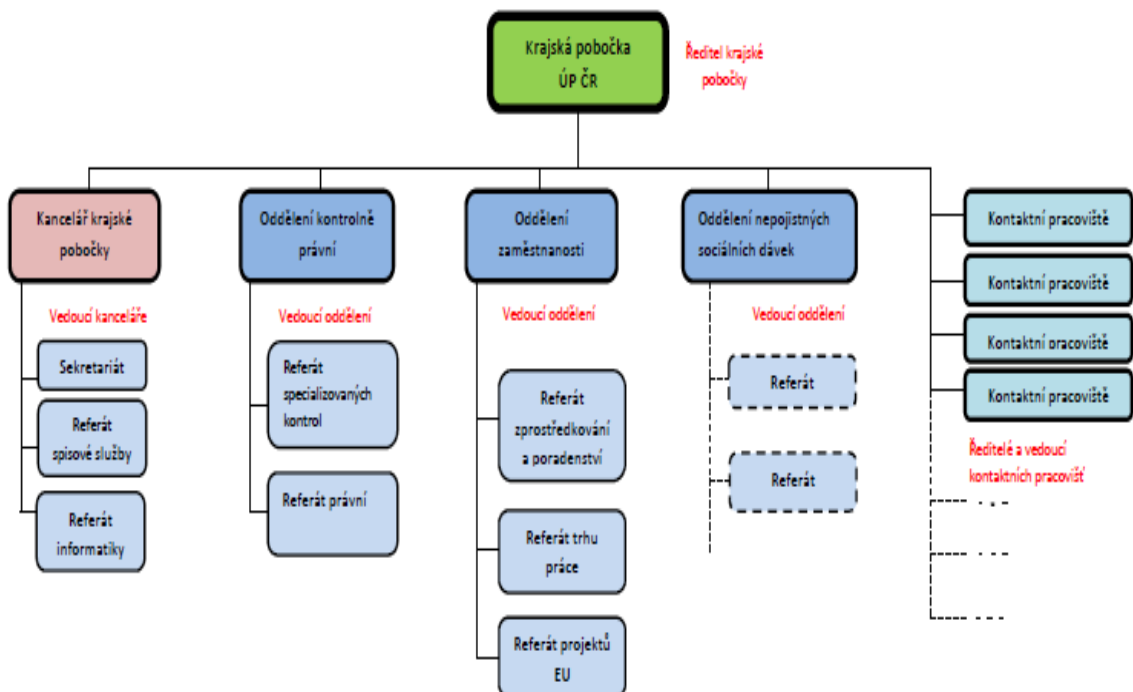 Krajská pobočka
ÚP ČR
Ředitel krajské
pobočky
Kancelář krajské
pobočky
Vedoucí kanceláře
Sekretariát
Referát
spisové služby
Referát
informatiky
Oddělení kontrolně
právní
Vedoucí oddělení
Referát
specializovaných
kontrol
Referát právní
Oddělení
zaměstnanosti
Vedoucí oddělení
Referát
zprostředkování
a poradenství
Referát trhu
práce
Referát projektů
EU
Oddělení nepojistných
sociálních dávek
Vedoucí oddělení
Referát
Referát
Kontaktní pracoviště
Kontaktní pracoviště
Kontaktní oracoviště
Kontaktní pracoviště
Ředitelé a vedoucí
kontaktních pracovišť